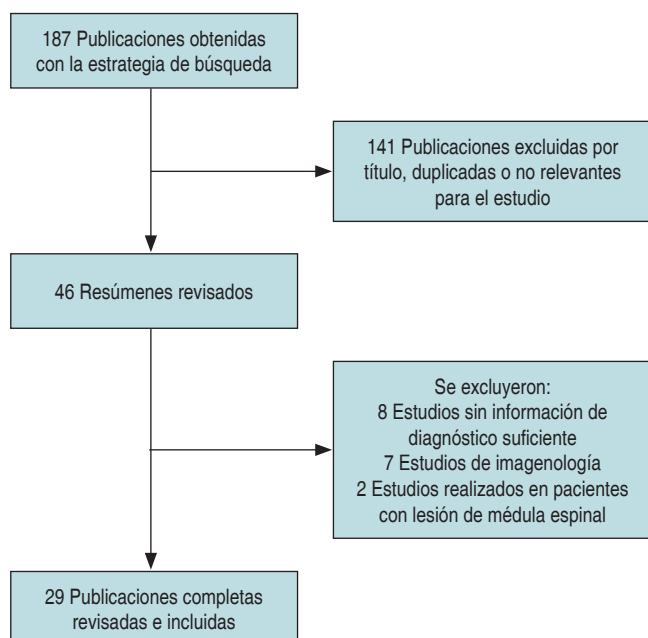 187 Publicaciones obtenidas
con la estrategia de búsqueda
141 Publicaciones excluidas por
título, duplicadas o no relevantes
para el estudio
46 Resúmenes revisados
Se excluyeron:
8 Estudios sin información de
diagnóstico suficiente
7 Estudios de imagenología
2 Estudios realizados en pacientes
con lesión de médula espinal
29 Publicaciones completas
revisadas e incluidas